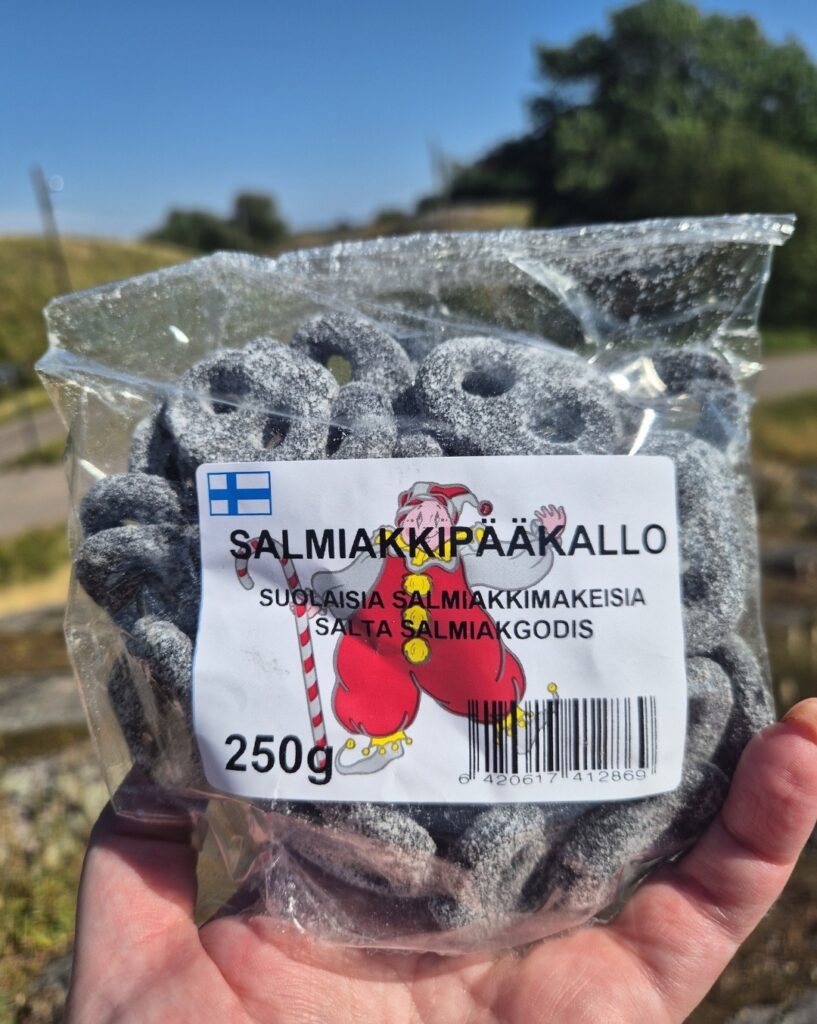 SALMIAKKIPÄÄKALLO
SUOLAISIA SALMIAKKIMAKEISIA
SALTA SALMIAKGODIS
250g
6 420617 412869